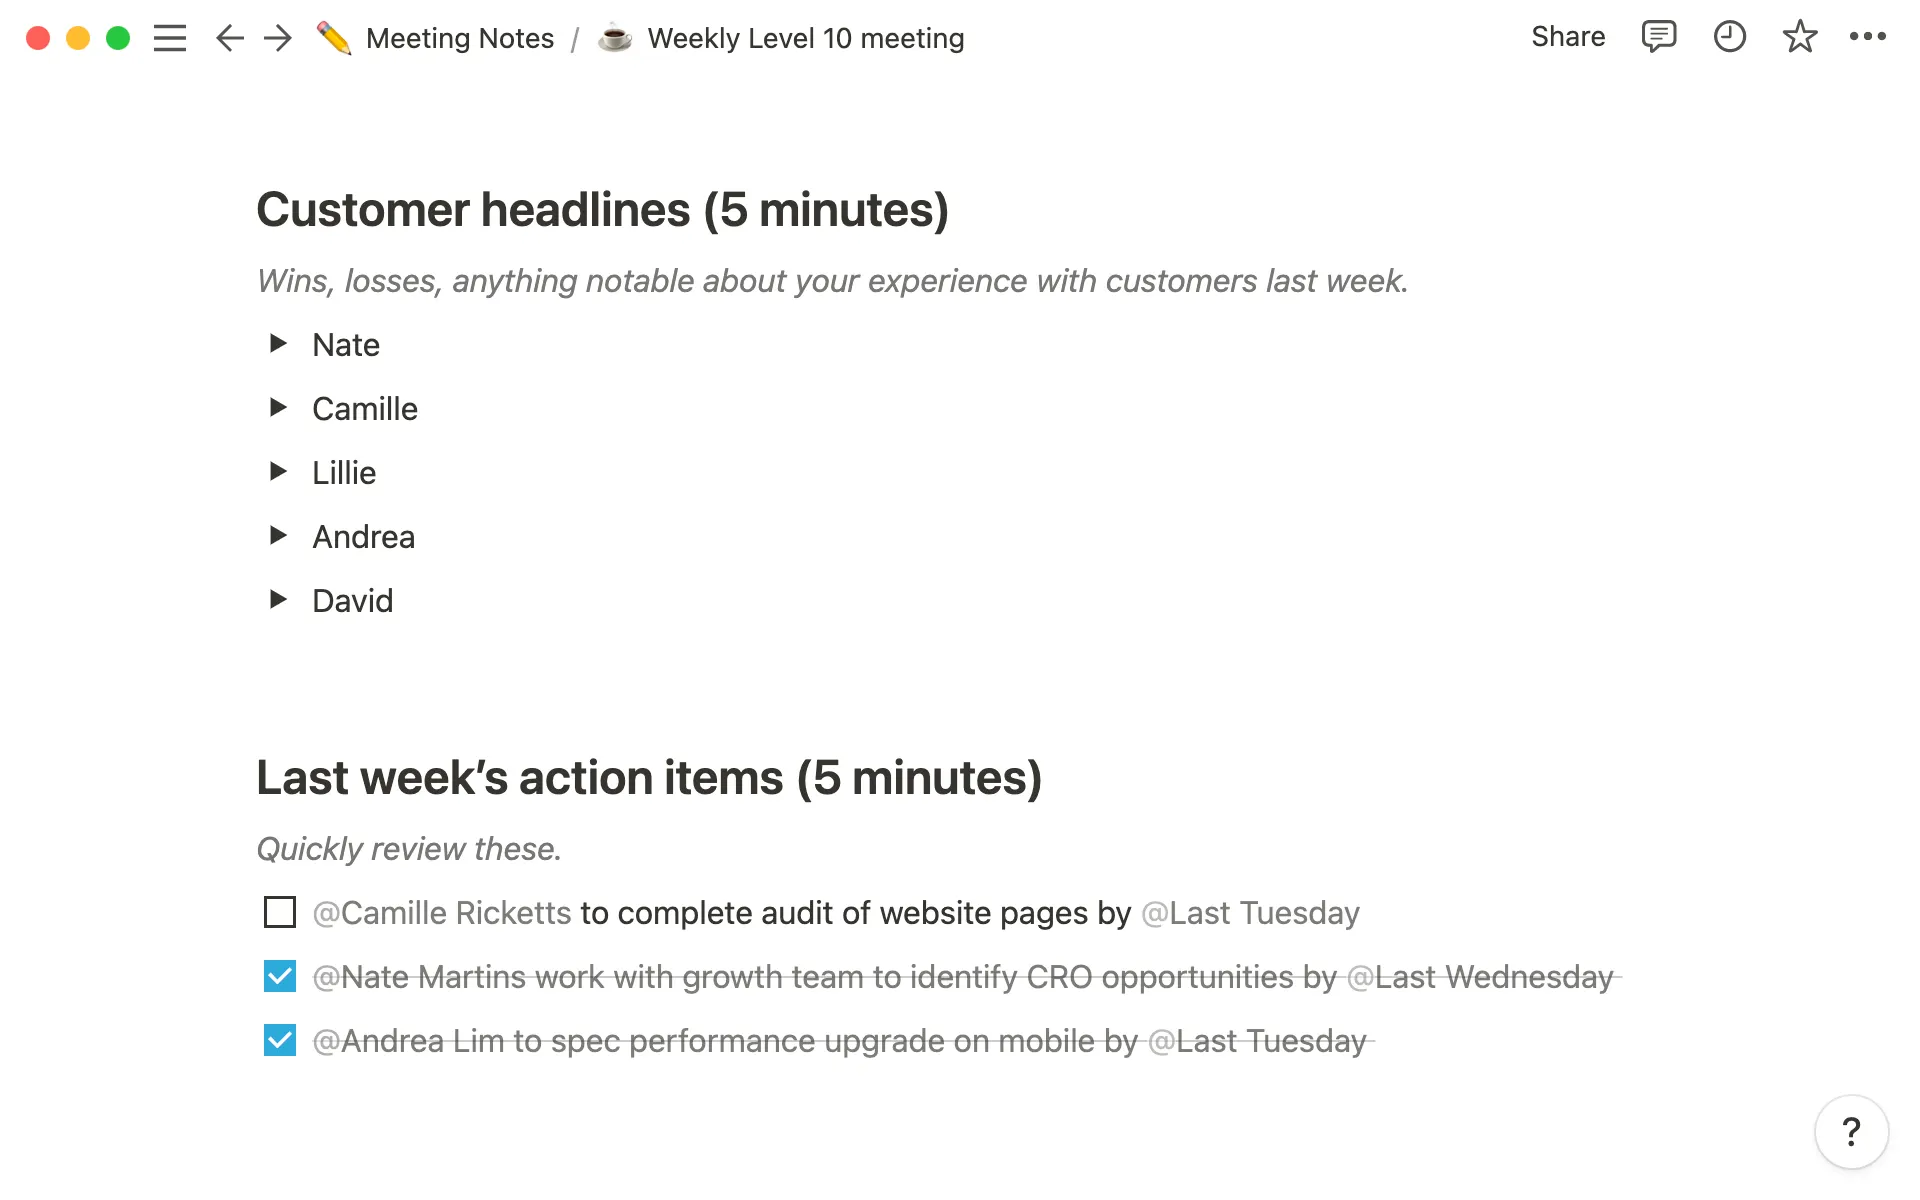 Meeting Notes / Weekly Level 10 meeting
Share
Customer headlines (5 minutes)
Wins, losses, anything notable about your experience with customers last week.
Nate
Camille
Lillie
Andrea
David
Last week’s action items (5 minutes)
Quickly review these.
@Camille Ricketts to complete audit of website pages by @Last Tuesday
@Nate Martins work with growth team to identify CRO opportunities by @Last Wednesday
@Andrea Lim to spec performance upgrade on mobile by @Last Tuesday
?